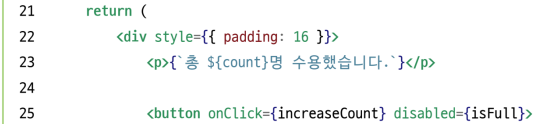 21 return (
22 <div style={{ padding: 16 }}>
23 <p>{`총 ${count}명 수용했습니다.`}</p>
24
25 <button onClick={increaseCount} disabled={isFull}>